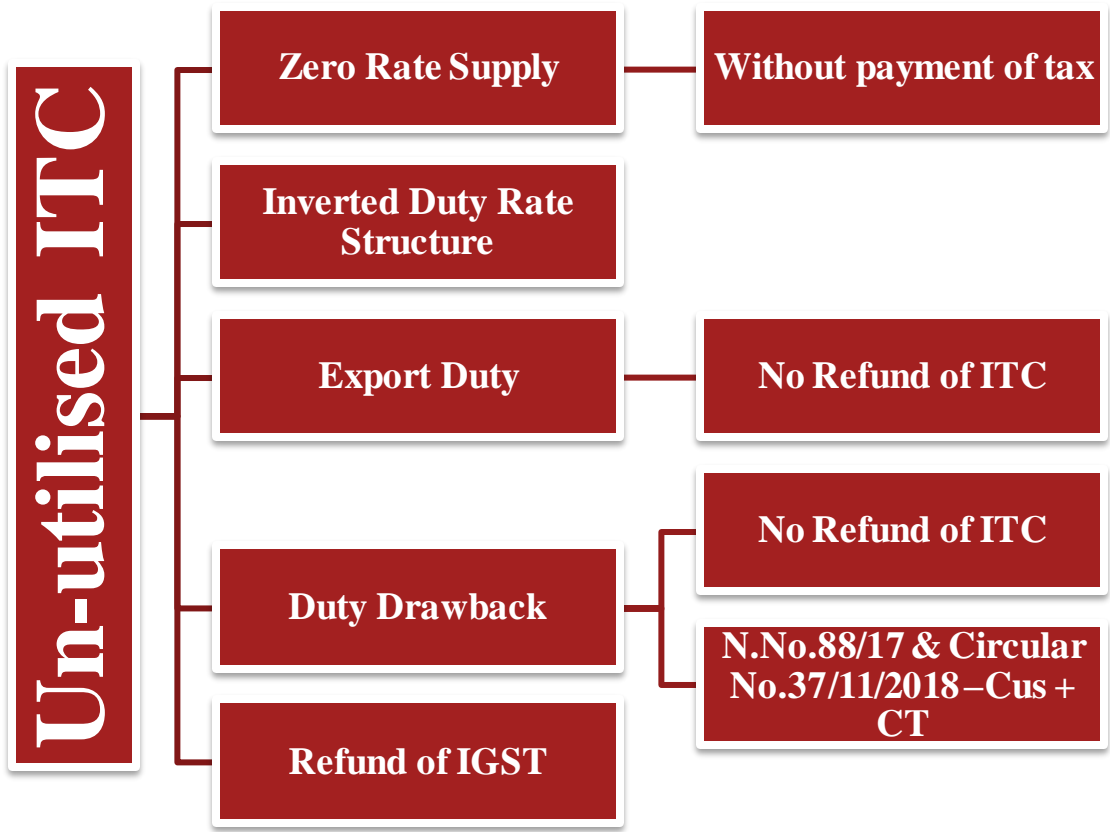 Un-utilised ITC
Zero Rate Supply
Without payment of tax
Inverted Duty Rate
Structure
Export Duty
No Refund of ITC
Duty Drawback
No Refund of ITC
N.No.88/17 & Circular
No.37/11/2018–Cus +
CT
Refund of IGST